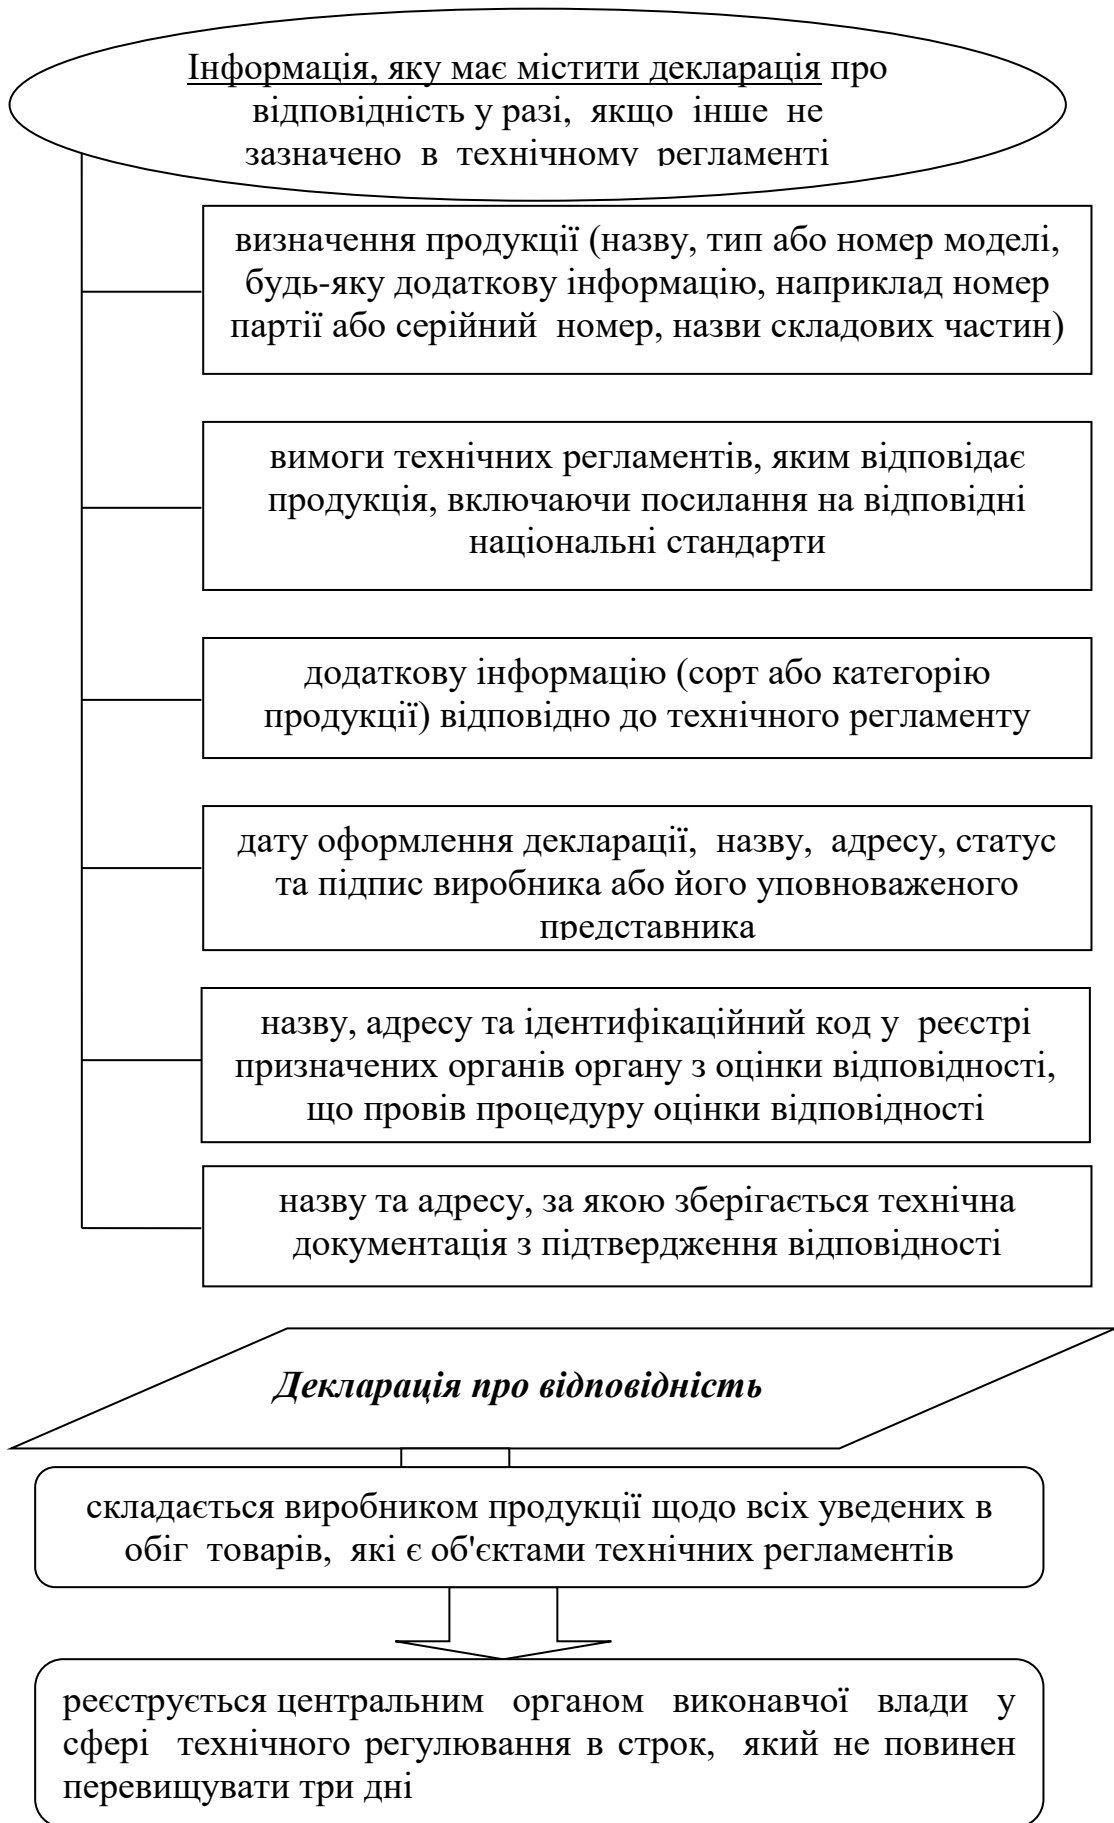 Інформація, яку має містити декларація про
відповідність у разі, якщо інше не
зазначено в технічному регламенті
визначення продукції (назву, тип або номер моделі,
будь-яку додаткову інформацію, наприклад номер
партії або серійний номер, назви складових частин)
вимоги технічних регламентів, яким відповідає
продукція, включаючи посилання на відповідні
національні стандарти
додаткову інформацію (сорт або категорію
продукції) відповідно до технічного регламенту
дату оформлення декларації, назву, адресу, статус
та підпис виробника або його уповноваженого
представника
назву, адресу та ідентифікаційний код у реєстрі
призначених органів органу з оцінки відповідності,
що провів процедуру оцінки відповідності
назву та адресу, за якою зберігається технічна
документація з підтвердження відповідності
Декларація про відповідність
складається виробником продукції щодо всіх уведених в
обіг товарів, які є об'єктами технічних регламентів
реєструється центральним органом виконавчої влади у
сфері технічного регулювання в строк, який не повинен
перевищувати три дні